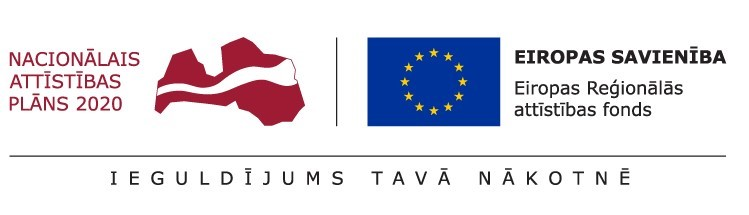 NACIONĀLAIS
ATTĪSTĪBAS
PLĀNS 2020
EIROPAS SAVIENĪBA
Eiropas Reģionālās
attīstības fonds
IEGULDĪJUMS TAVĀ NĀKOTNĒ